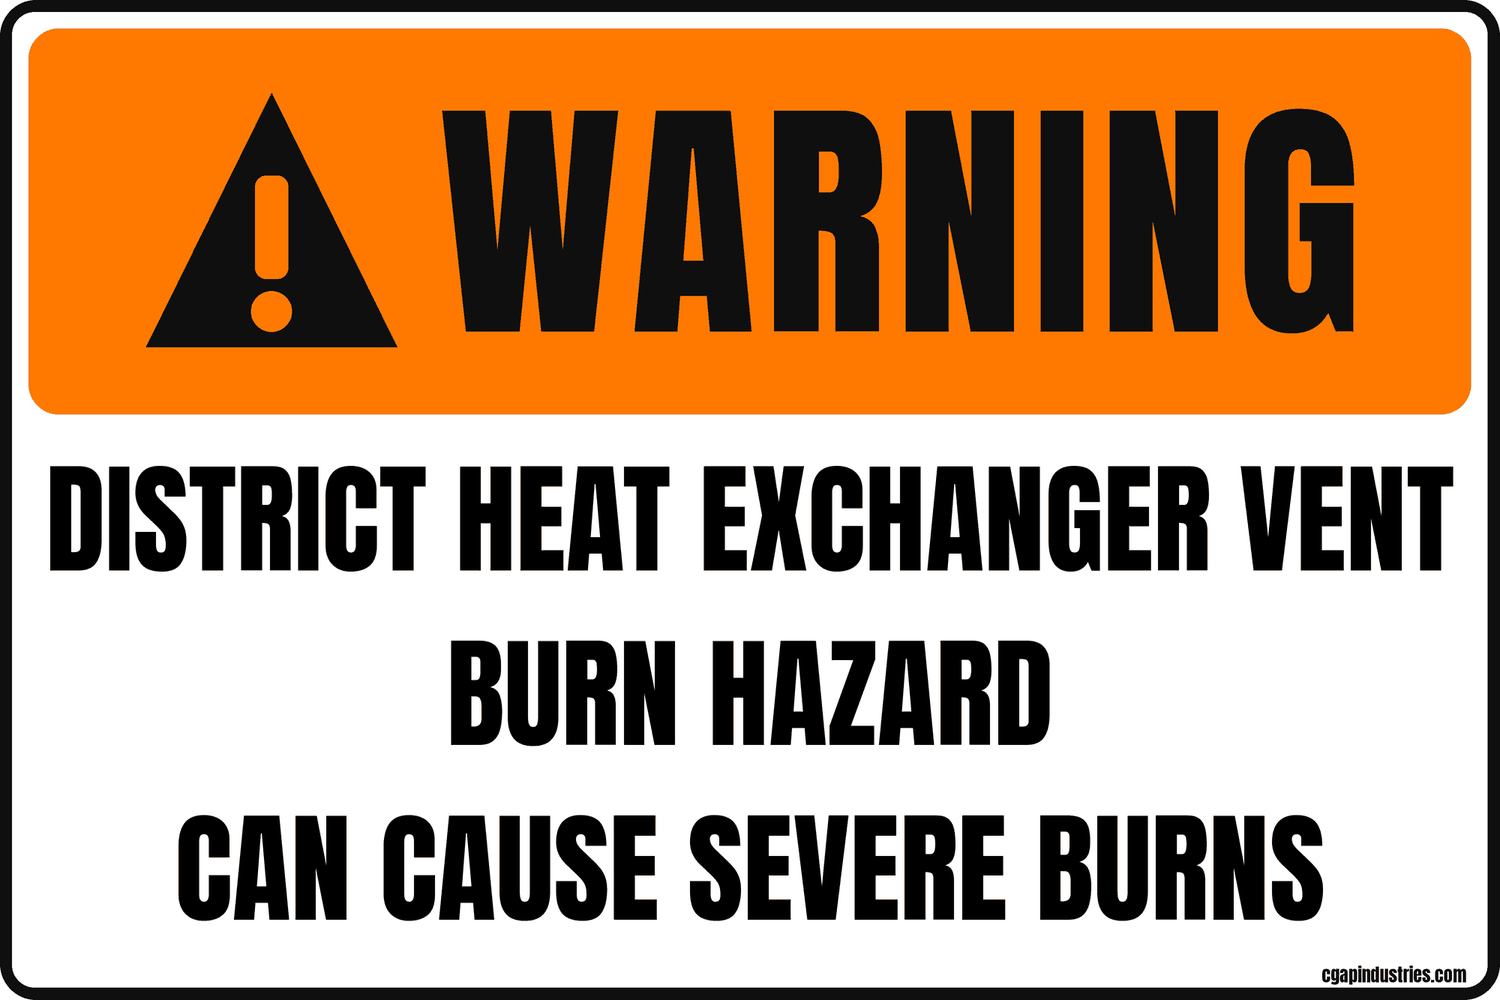 WARNING
DISTRICT HEAT EXCHANGER VENT
BURN HAZARD
CAN CAUSE SEVERE BURNS
cgapindustries.com